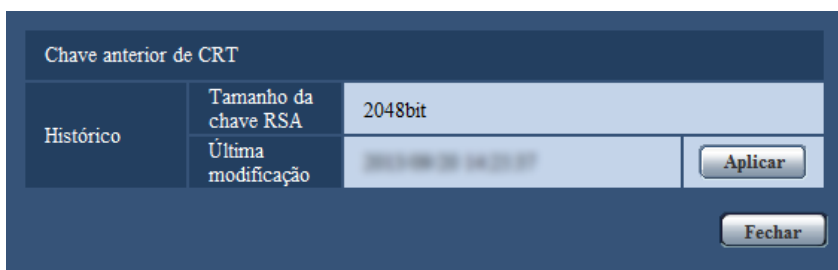 Chave anterior de CRT
Histórico
Tamanho da
chave RSA
2048bit
Última
modificação
Aplicar
Fechar